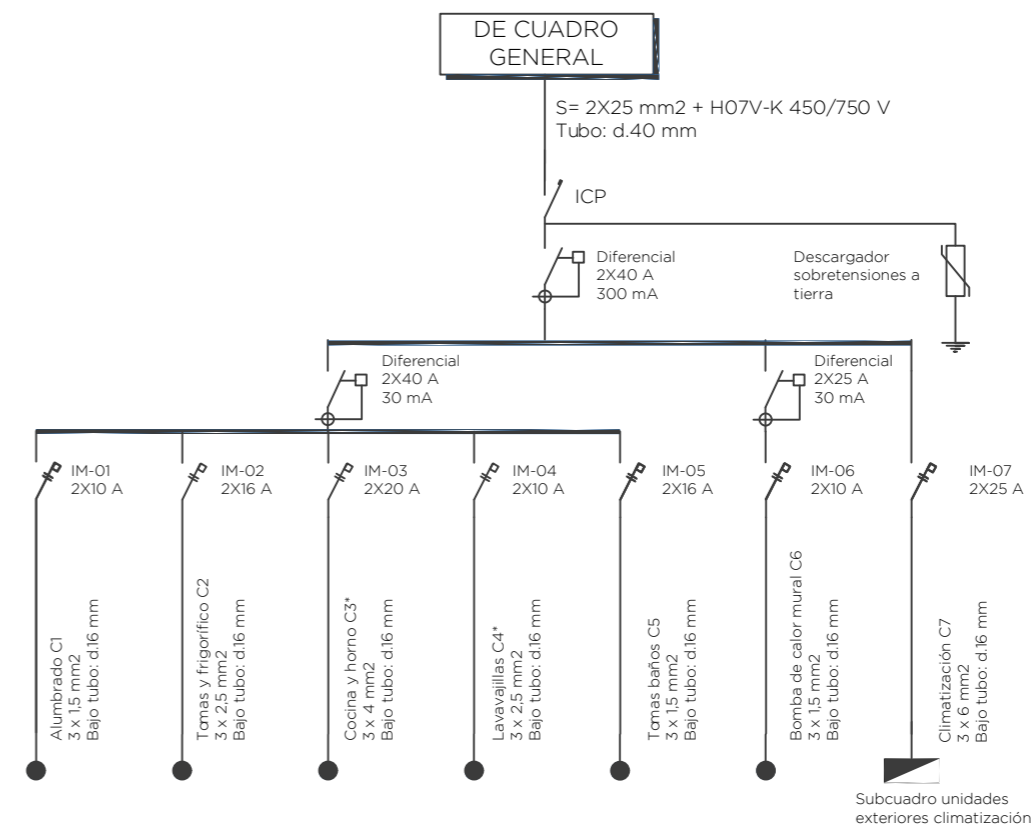 DE CUADRO
GENERAL
S= 2X25 mm2 + H07V-K 450/750 V
Tubo: d.40 mm
ICP
Diferencial
2X40 A
300 mA
Descargador
sobretensiones a
tierra
Diferencial
2X40 A
30 mA
Diferencial
2X25 A
30 mA
IM-01
2X10 A
IM-02
2X16 A
IM-03
2X20 A
IM-04
2X10 A
IM-05
2X16 A
IM-06
2X10 A
IM-07
2X25 A
Alumbrado C1
3 x 1,5 mm2
Bajo tubo: d.16 mm
Tomas y frigorífico C2
3 x 2,5 mm2
Bajo tubo: d.16 mm
Cocina y horno C3*
3 x 4 mm2
Bajo tubo: d.16 mm
Lavavajillas C4*
3 x 2,5 mm2
Bajo tubo: d.16 mm
Tomas baños C5
3 x 1,5 mm2
Bajo tubo: d.16 mm
Bomba de calor mural C6
3 x 1,5 mm2
Bajo tubo: d.16 mm
Climatización C7
3 x 6 mm2
Bajo tubo: d.16 mm
Subcuadro unidades
exteriores climatización